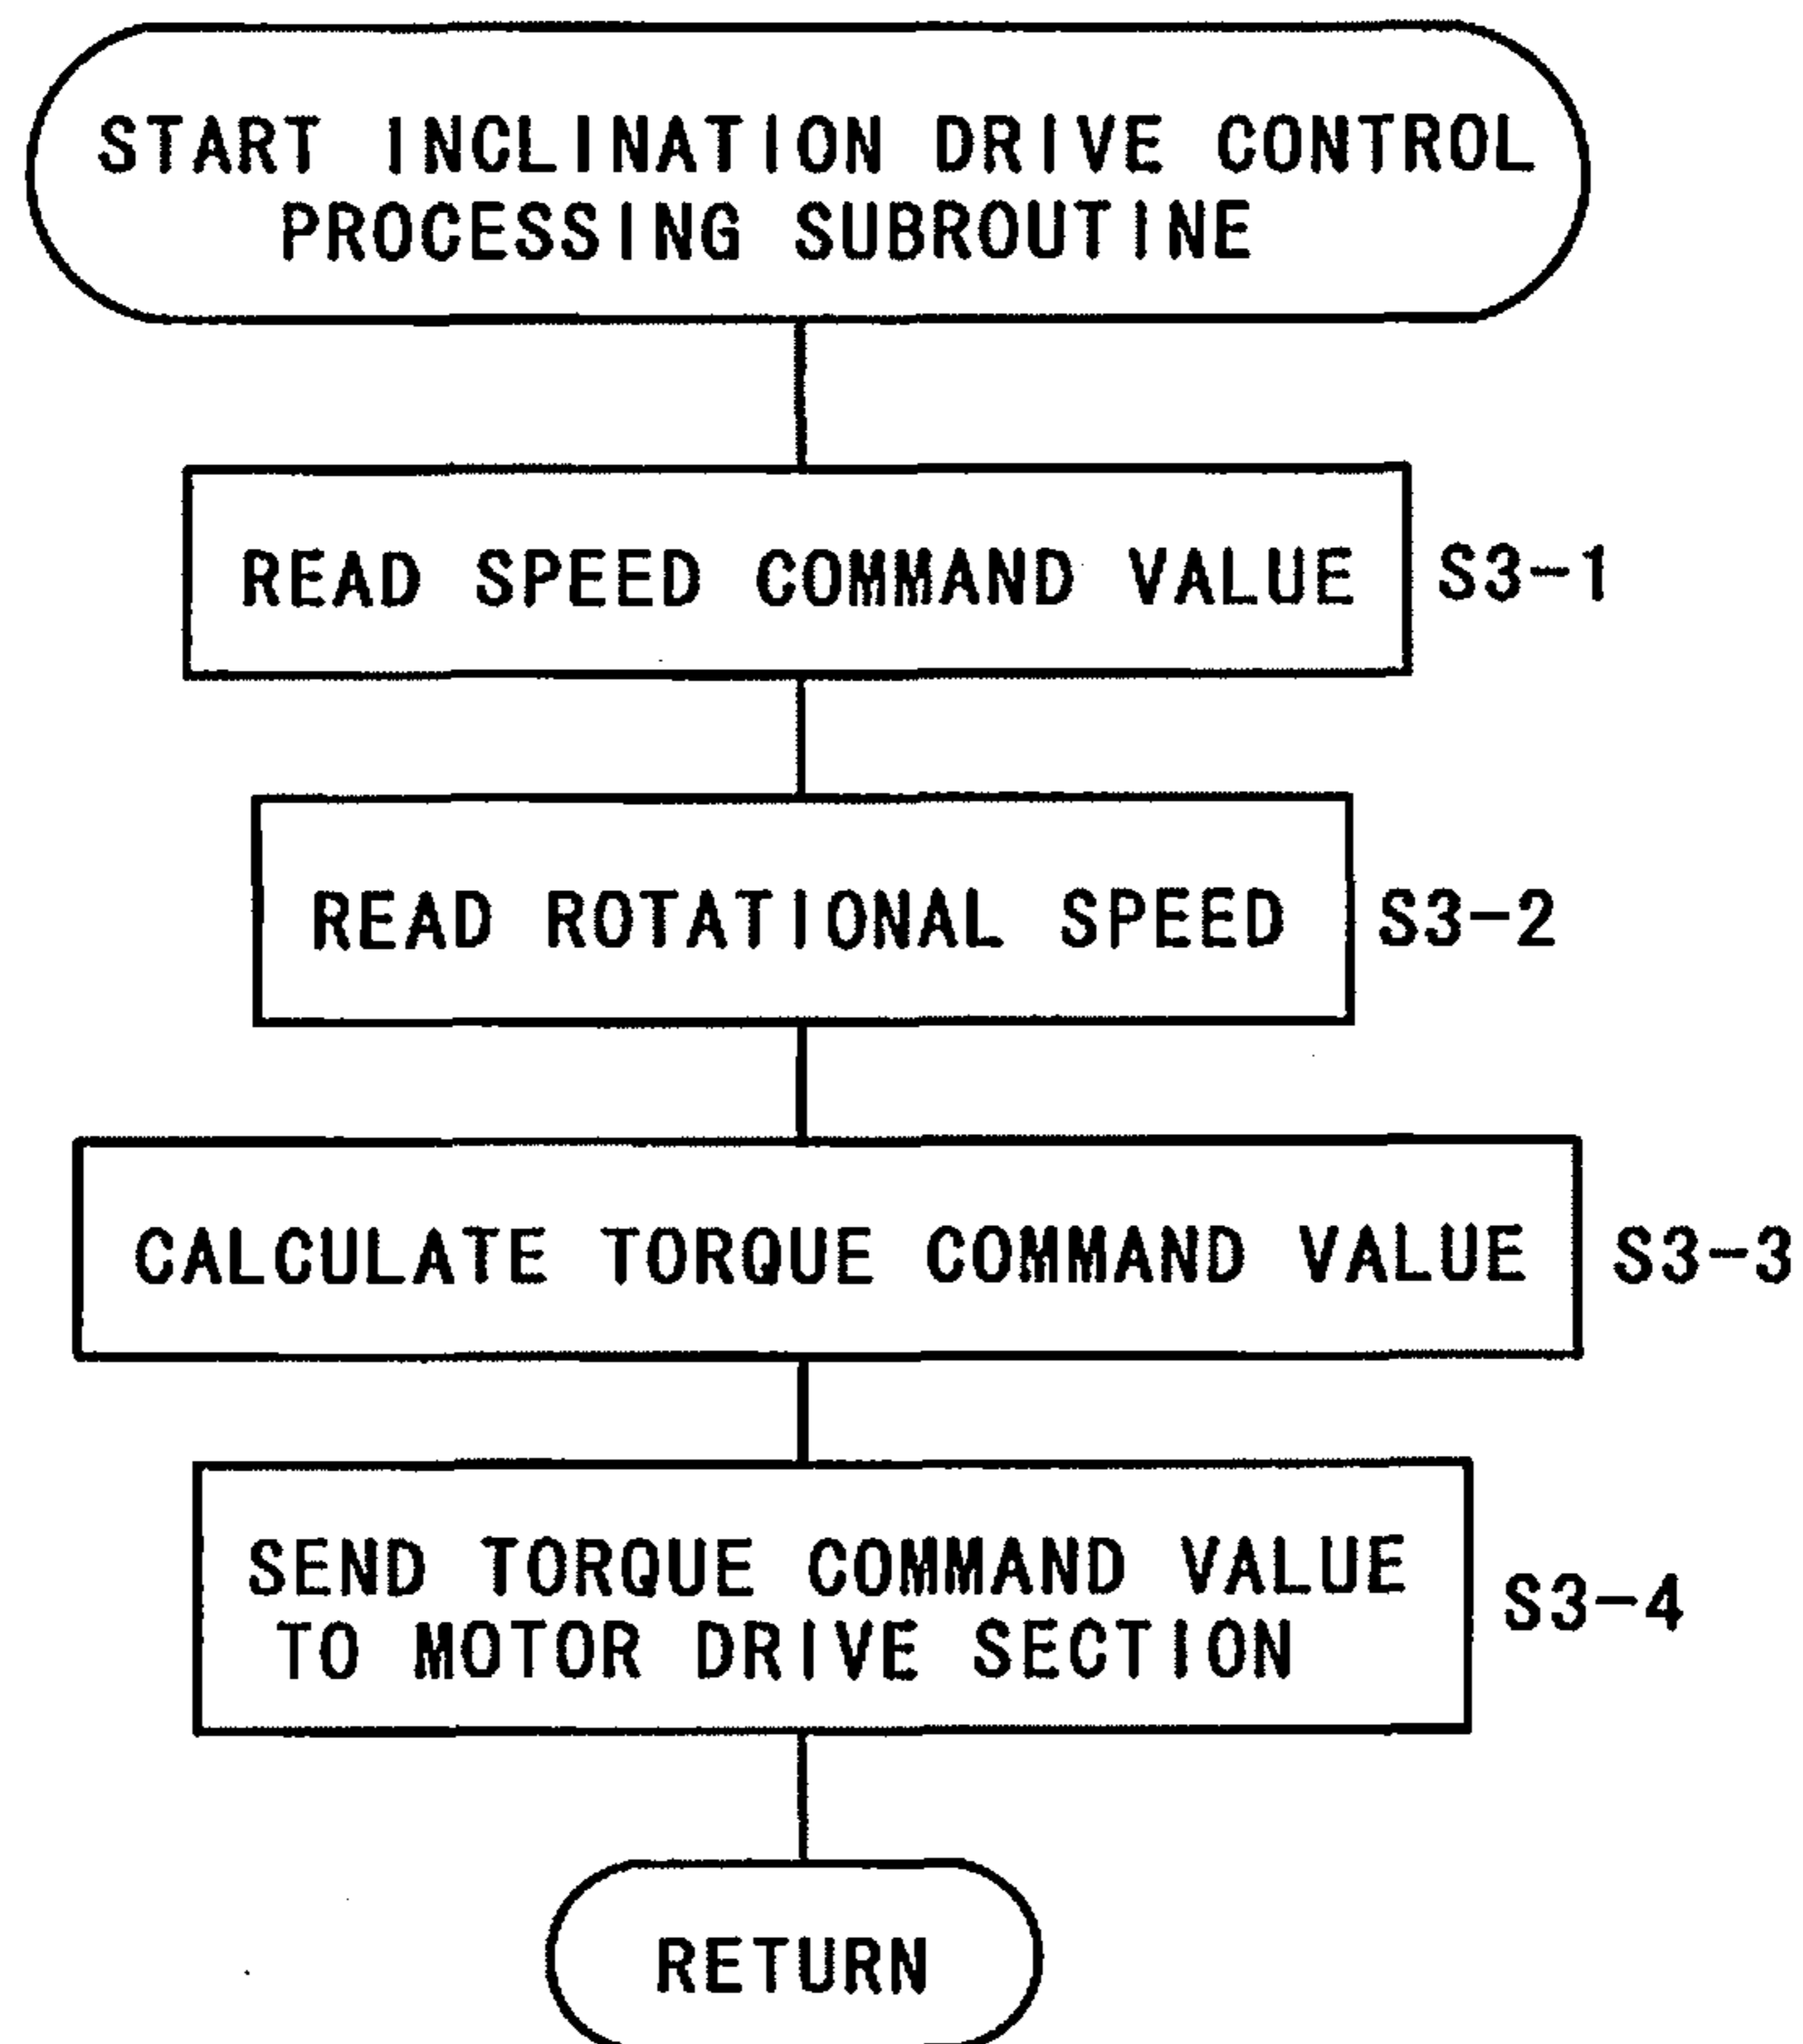 START INCLINATION DRIVE CONTROL
PROCESSING SUBROUTINE
READ SPEED COMMAND VALUE
S3-1
READ ROTATIONAL SPEED
S3-2
CALCULATE TORQUE COMMAND VALUE
S3-3
SEND TORQUE COMMAND VALUE
TO MOTOR DRIVE SECTION
S3-4
RETURN